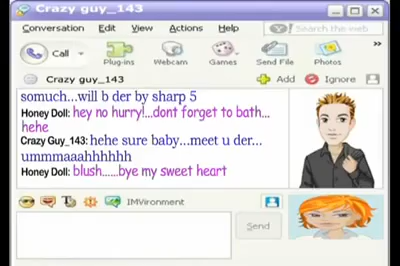 Crazy guy_143
Conversation Edit View Actions Help Search the web
Call Plug-ins Webcam Games Send File Photos
Crazy guy_143 Add Ignore
somuch...will b der by sharp 5
Honey Doll: hey no hurry!...dont forget to bath...
hehe
Crazy_Guy_143: hehe sure baby...meet u der...
ummmaaahhhhhh
Honey Doll: blush......bye my sweet heart
IMVironment
Send